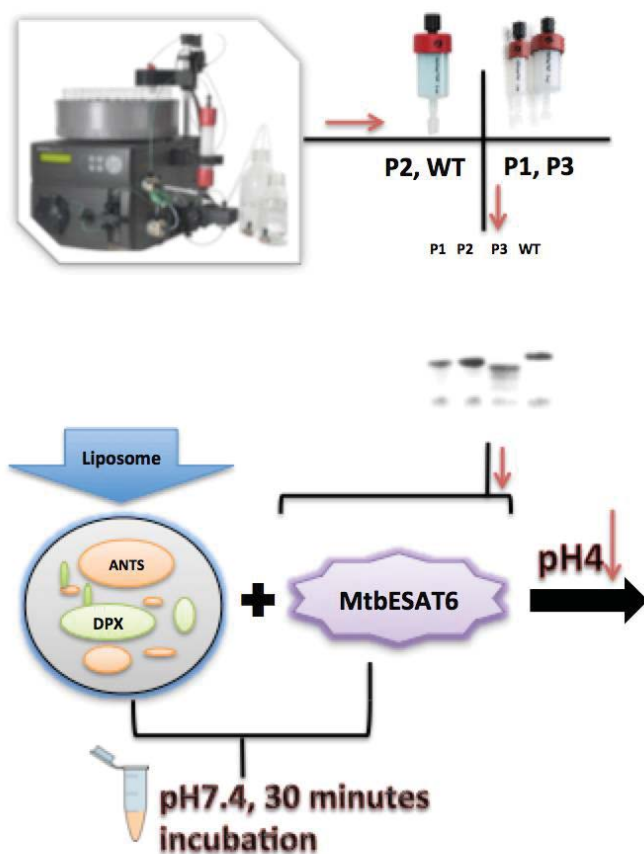 P2, WT
P1, P3
P1 P2 P3 WT
Liposome
ANTS
DPX
MtbESAT6
pH4
pH7.4, 30 minutes
incubation